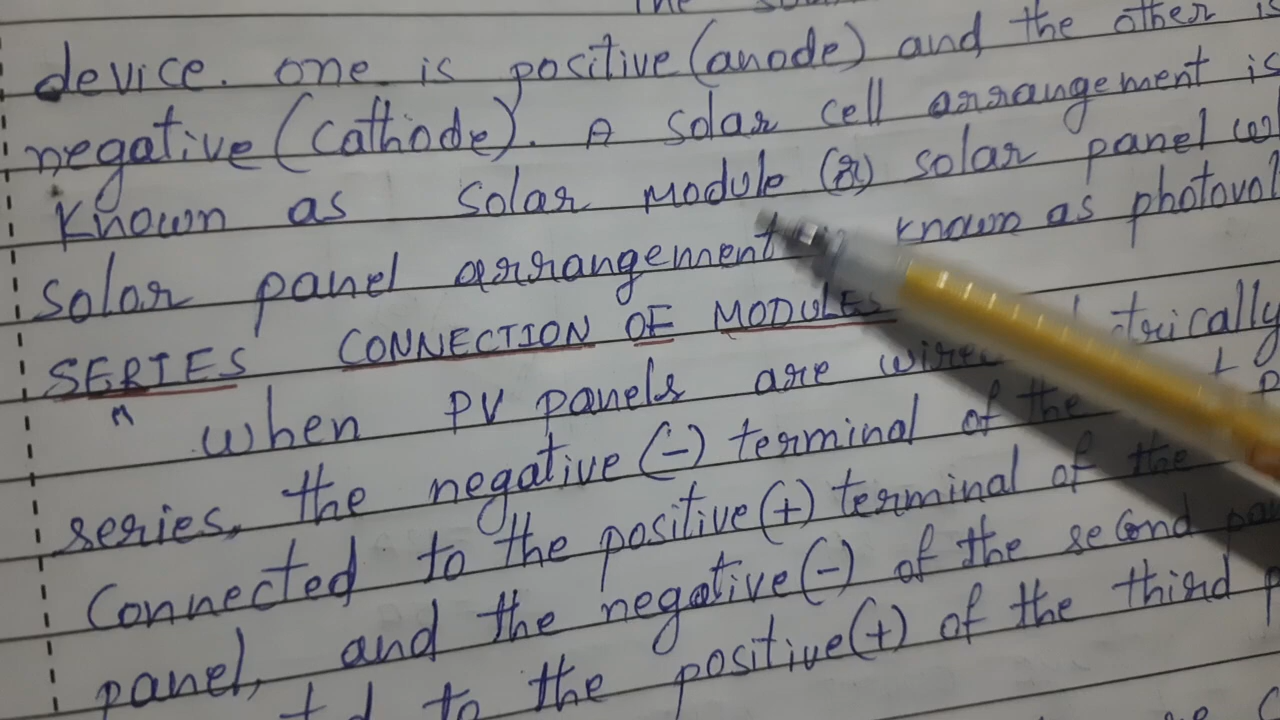 The
device. one is positive (anode) and the other is
negative (Cathode). A solar cell arrangement is
known as solar module (or) solar panel
solar panel arrangement known as
SERIES CONNECTION OF MODULES
when PV panels are
series, the negative (-) terminal of the
Connected to the positive (+) terminal of the
panel, and the negative (-) of the second
to the positive (+) of the third